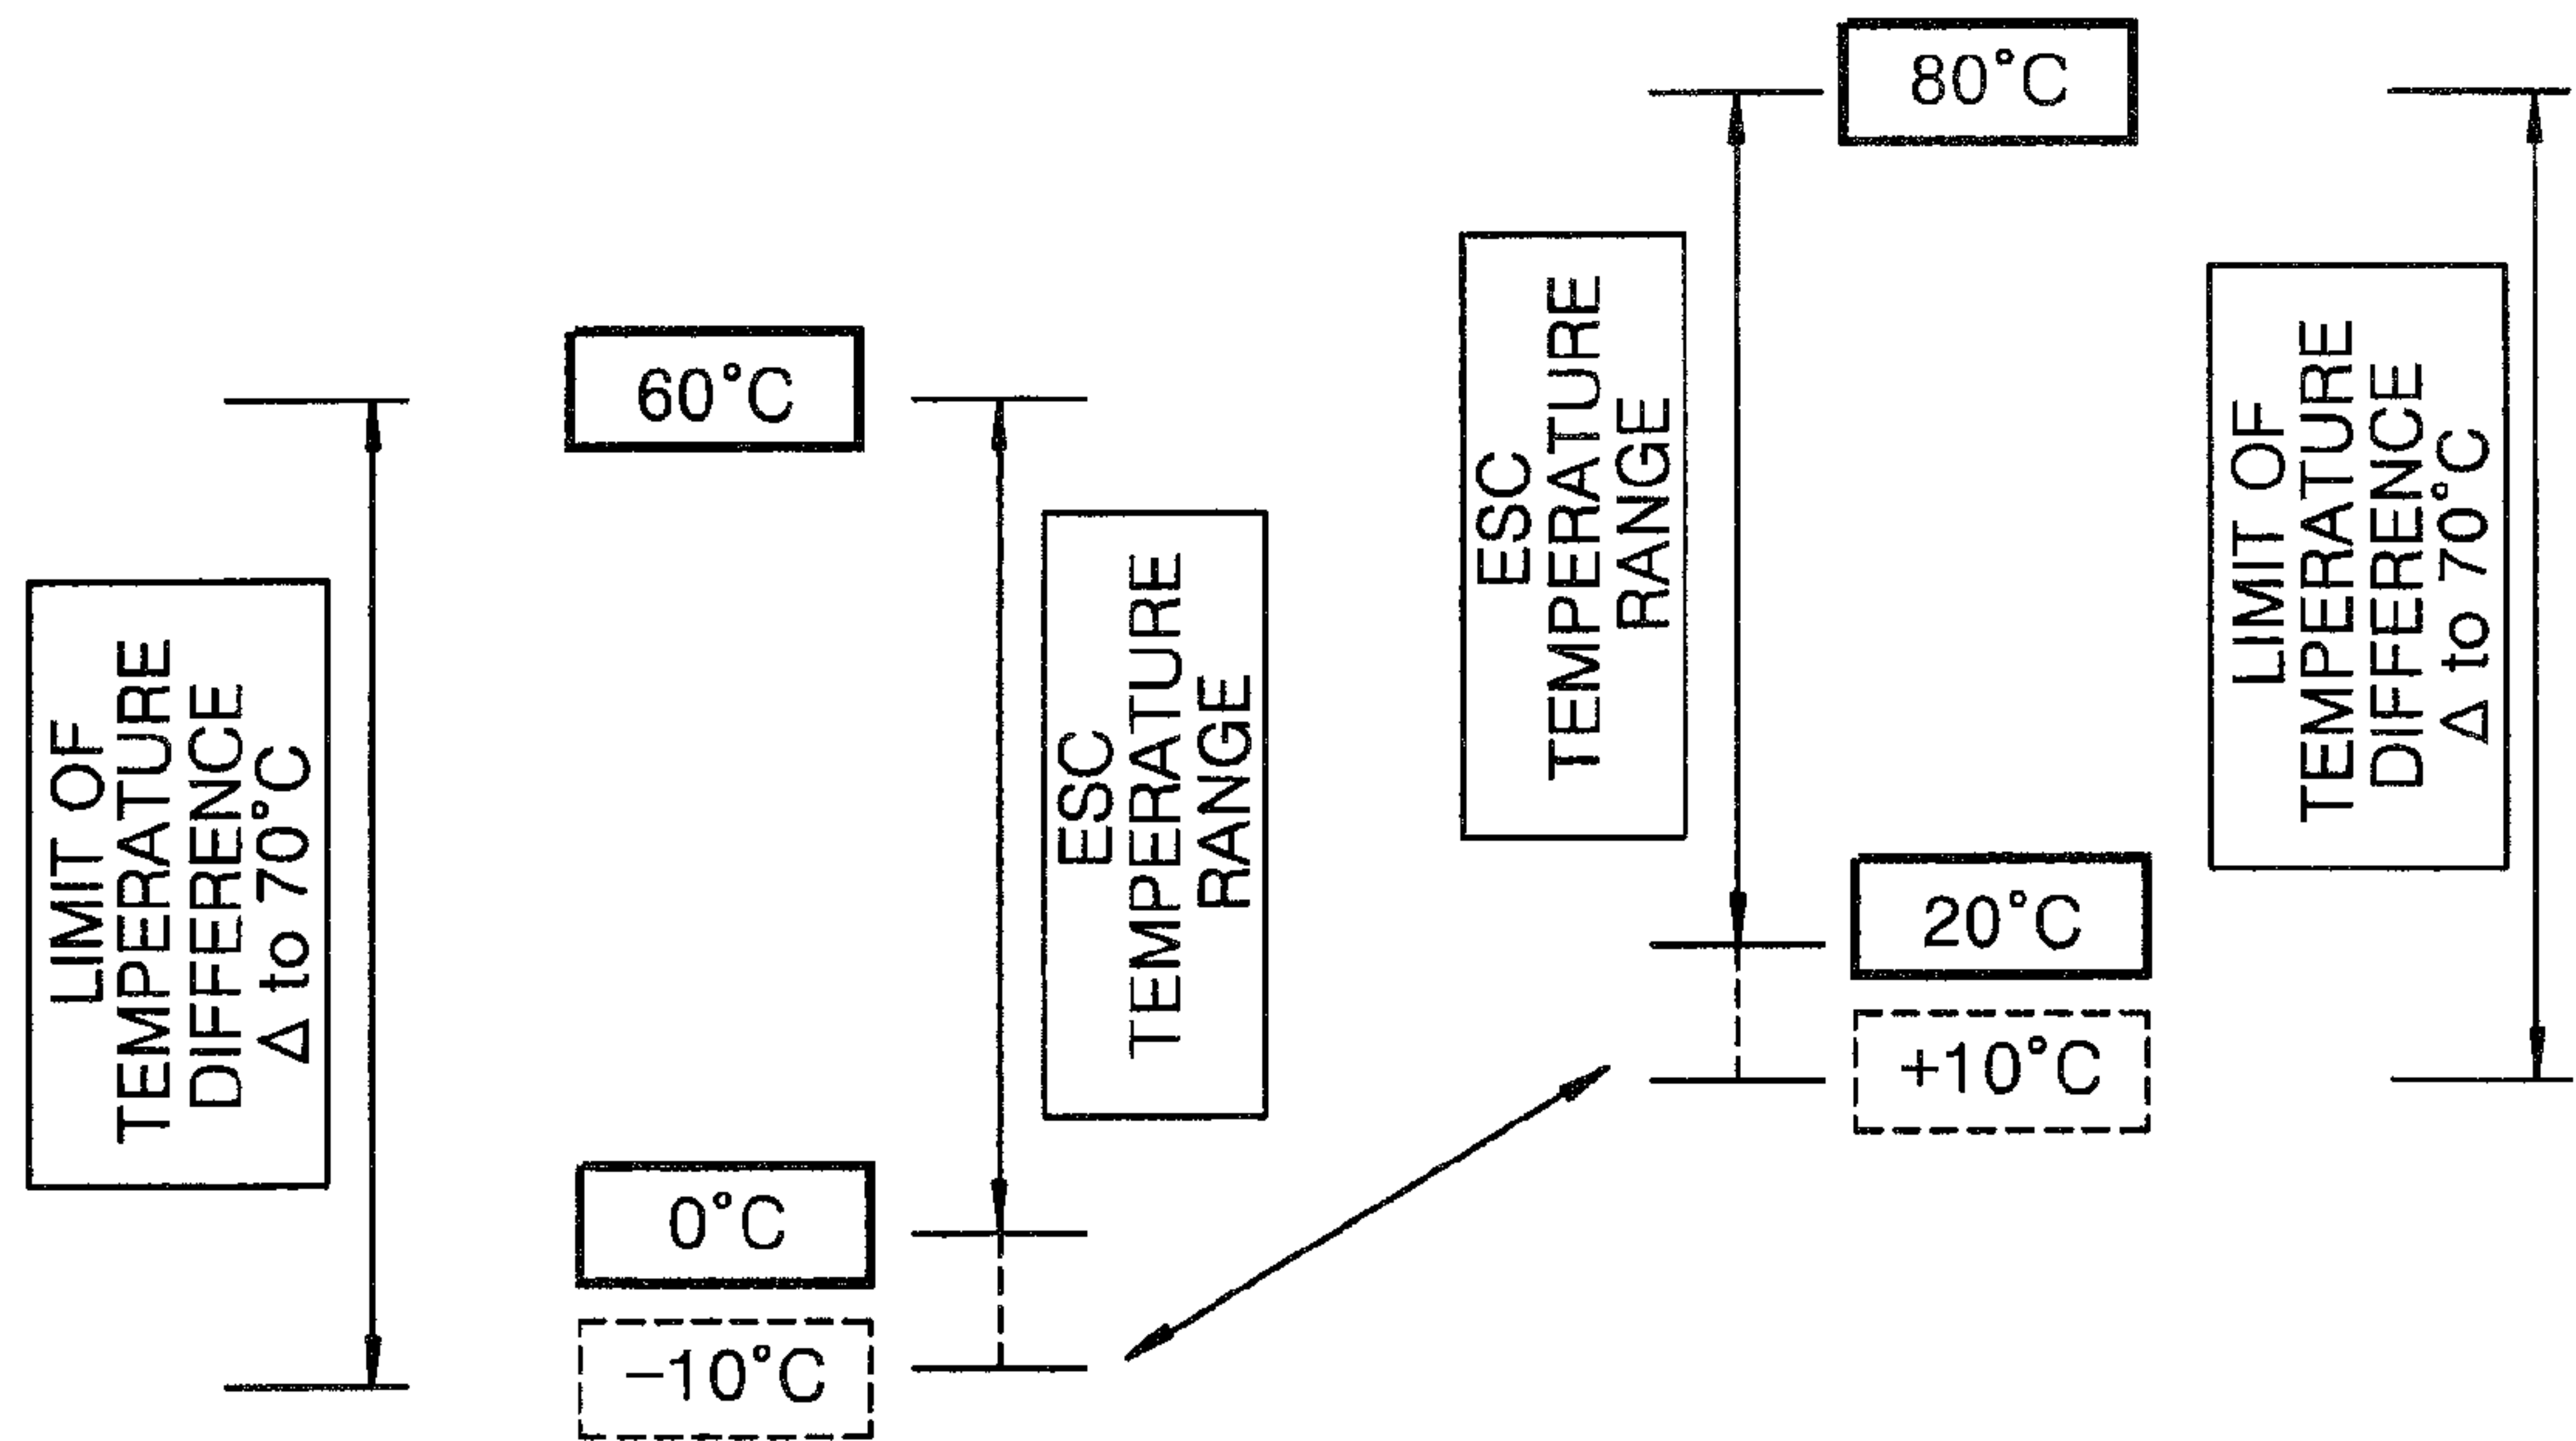 LIMIT OF
TEMPERATURE
DIFFERENCE
Δ to 70°C
60°C
0°C
−10°C
ESC
TEMPERATURE
RANGE
ESC
TEMPERATURE
RANGE
80°C
20°C
+10°C
LIMIT OF
TEMPERATURE
DIFFERENCE
Δ to 70°C